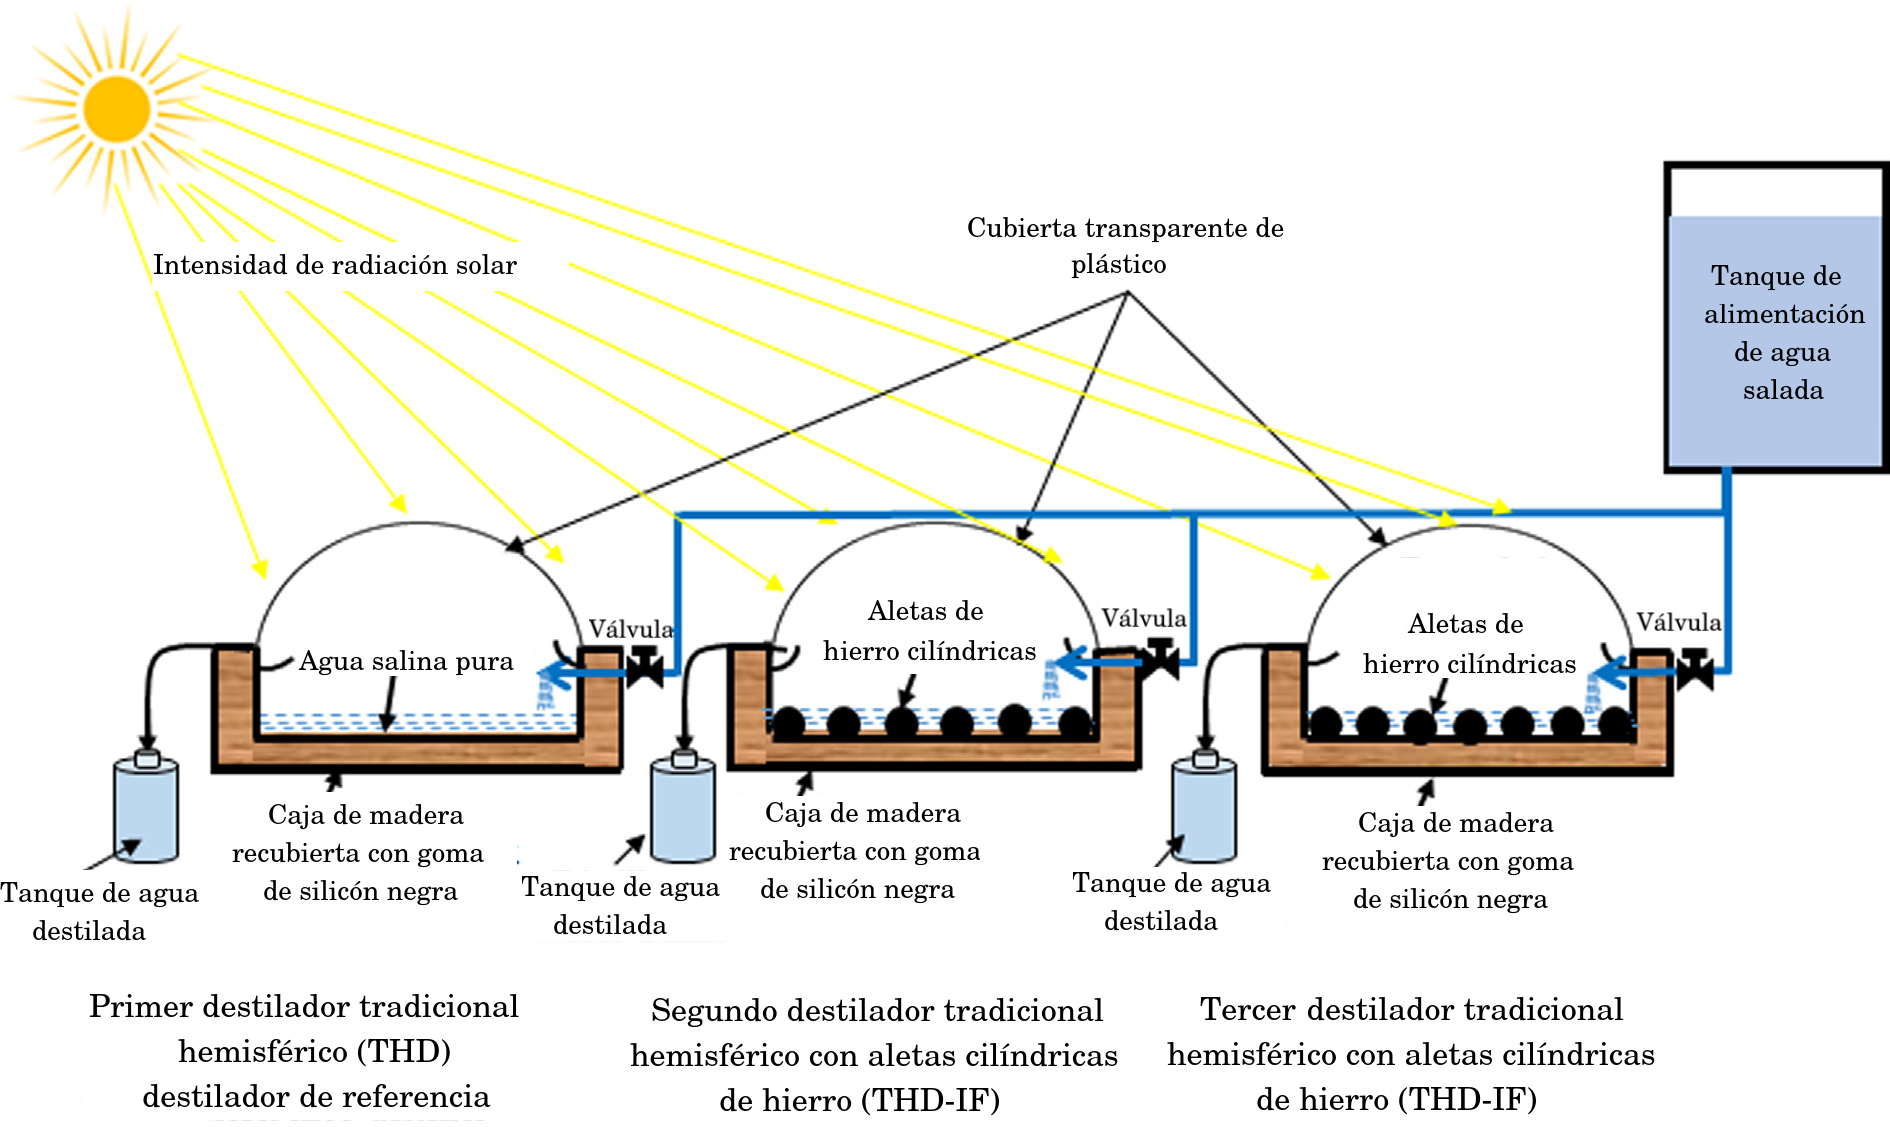 Intensidad de radiación solar
Cubierta transparente de
plástico
Tanque de
alimentación
de agua
salada
Agua salina pura
Válvula
Aletas de
hierro cilíndricas
Válvula
Aletas de
hierro cilíndricas
Válvula
Caja de madera
recubierta con goma
de silicón negra
Tanque de agua
destilada
Caja de madera
recubierta con goma
de silicón negra
Tanque de agua
destilada
Caja de madera
recubierta con goma
de silicón negra
Tanque de agua
destilada
Primer destilador tradicional
hemisférico (THD)
destilador de referencia
Segundo destilador tradicional
hemisférico con aletas cilíndricas
de hierro (THD-IF)
Tercer destilador tradicional
hemisférico con aletas cilíndricas
de hierro (THD-IF)